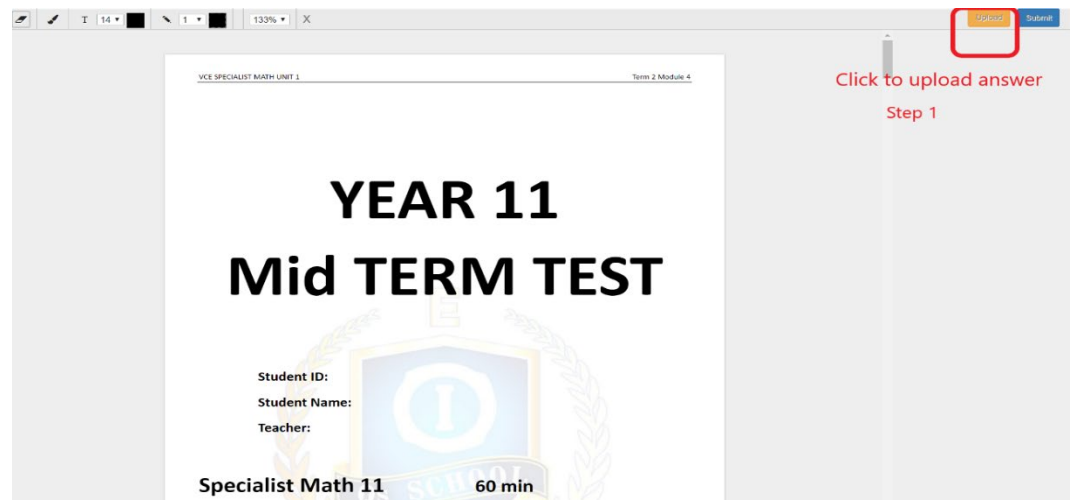 T 14 1 133% X
Upload Submit
VCE SPECIALIST MATH UNIT 1 Term 2 Module 4
Click to upload answer
Step 1
YEAR 11
Mid TERM TEST
E
Student ID:
Student Name:
Teacher:
I
Specialist Math 11 60 min
SCHOOL